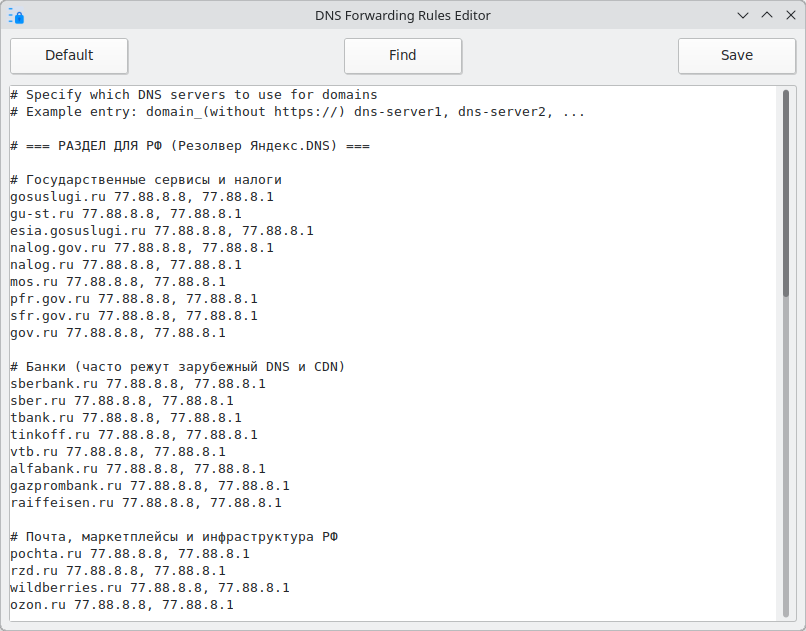 DNS Forwarding Rules Editor
Default
Find
Save
# Specify which DNS servers to use for domains
# Example entry: domain_(without https://) dns-server1, dns-server2, ...
# === РАЗДЕЛ ДЛЯ РФ (Резолвер Яндекс.DNS) ===
# Государственные сервисы и налоги
gosuslugi.ru 77.88.8.8, 77.88.8.1
gu-st.ru 77.88.8.8, 77.88.8.1
esia.gosuslugi.ru 77.88.8.8, 77.88.8.1
nalog.gov.ru 77.88.8.8, 77.88.8.1
nalog.ru 77.88.8.8, 77.88.8.1
mos.ru 77.88.8.8, 77.88.8.1
pfr.gov.ru 77.88.8.8, 77.88.8.1
sfr.gov.ru 77.88.8.8, 77.88.8.1
gov.ru 77.88.8.8, 77.88.8.1
# Банки (часто режут зарубежный DNS и CDN)
sberbank.ru 77.88.8.8, 77.88.8.1
sber.ru 77.88.8.8, 77.88.8.1
tbank.ru 77.88.8.8, 77.88.8.1
tinkoff.ru 77.88.8.8, 77.88.8.1
vtb.ru 77.88.8.8, 77.88.8.1
alfabank.ru 77.88.8.8, 77.88.8.1
gazprombank.ru 77.88.8.8, 77.88.8.1
raiffeisen.ru 77.88.8.8, 77.88.8.1
# Почта, маркетплейсы и инфраструктура РФ
pochta.ru 77.88.8.8, 77.88.8.1
rzd.ru 77.88.8.8, 77.88.8.1
wildberries.ru 77.88.8.8, 77.88.8.1
ozon.ru 77.88.8.8, 77.88.8.1